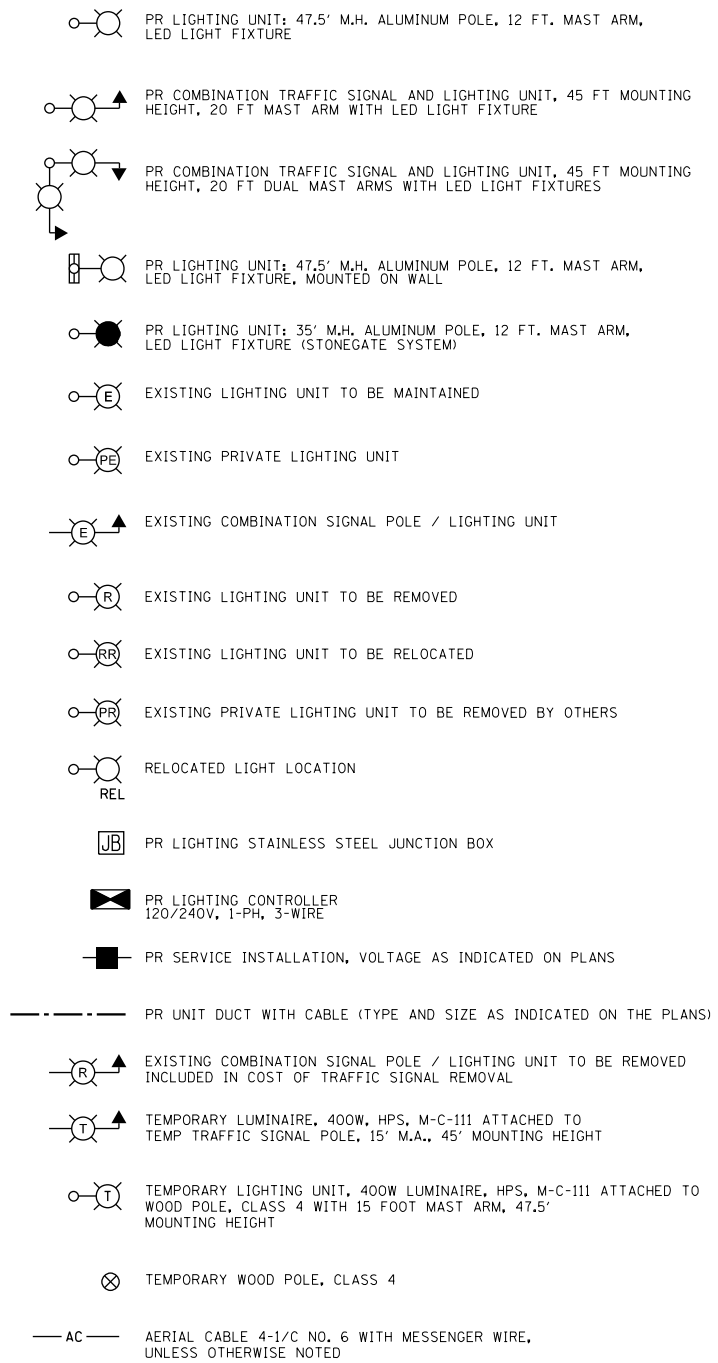 PR LIGHTING UNIT: 47.5' M.H. ALUMINUM POLE, 12 FT. MAST ARM,
LED LIGHT FIXTURE
PR COMBINATION TRAFFIC SIGNAL AND LIGHTING UNIT, 45 FT MOUNTING
HEIGHT, 20 FT MAST ARM WITH LED LIGHT FIXTURE
PR COMBINATION TRAFFIC SIGNAL AND LIGHTING UNIT, 45 FT MOUNTING
HEIGHT, 20 FT DUAL MAST ARMS WITH LED LIGHT FIXTURES
PR LIGHTING UNIT: 47.5' M.H. ALUMINUM POLE, 12 FT. MAST ARM,
LED LIGHT FIXTURE, MOUNTED ON WALL
PR LIGHTING UNIT: 35' M.H. ALUMINUM POLE, 12 FT. MAST ARM,
LED LIGHT FIXTURE (STONEGATE SYSTEM)
E EXISTING LIGHTING UNIT TO BE MAINTAINED
PE EXISTING PRIVATE LIGHTING UNIT
E EXISTING COMBINATION SIGNAL POLE / LIGHTING UNIT
R EXISTING LIGHTING UNIT TO BE REMOVED
RR EXISTING LIGHTING UNIT TO BE RELOCATED
PR EXISTING PRIVATE LIGHTING UNIT TO BE REMOVED BY OTHERS
RELOCATED LIGHT LOCATION
REL
JB PR LIGHTING STAINLESS STEEL JUNCTION BOX
PR LIGHTING CONTROLLER
120/240V, 1-PH, 3-WIRE
PR SERVICE INSTALLATION, VOLTAGE AS INDICATED ON PLANS
PR UNIT DUCT WITH CABLE (TYPE AND SIZE AS INDICATED ON THE PLANS)
R EXISTING COMBINATION SIGNAL POLE / LIGHTING UNIT TO BE REMOVED
INCLUDED IN COST OF TRAFFIC SIGNAL REMOVAL
T TEMPORARY LUMINAIRE, 400W, HPS, M-C-111 ATTACHED TO
TEMP TRAFFIC SIGNAL POLE, 15' M.A., 45' MOUNTING HEIGHT
T TEMPORARY LIGHTING UNIT, 400W LUMINAIRE, HPS, M-C-111 ATTACHED TO
WOOD POLE, CLASS 4 WITH 15 FOOT MAST ARM, 47.5'
MOUNTING HEIGHT
TEMPORARY WOOD POLE, CLASS 4
AC AERIAL CABLE 4-1/C NO. 6 WITH MESSENGER WIRE,
UNLESS OTHERWISE NOTED